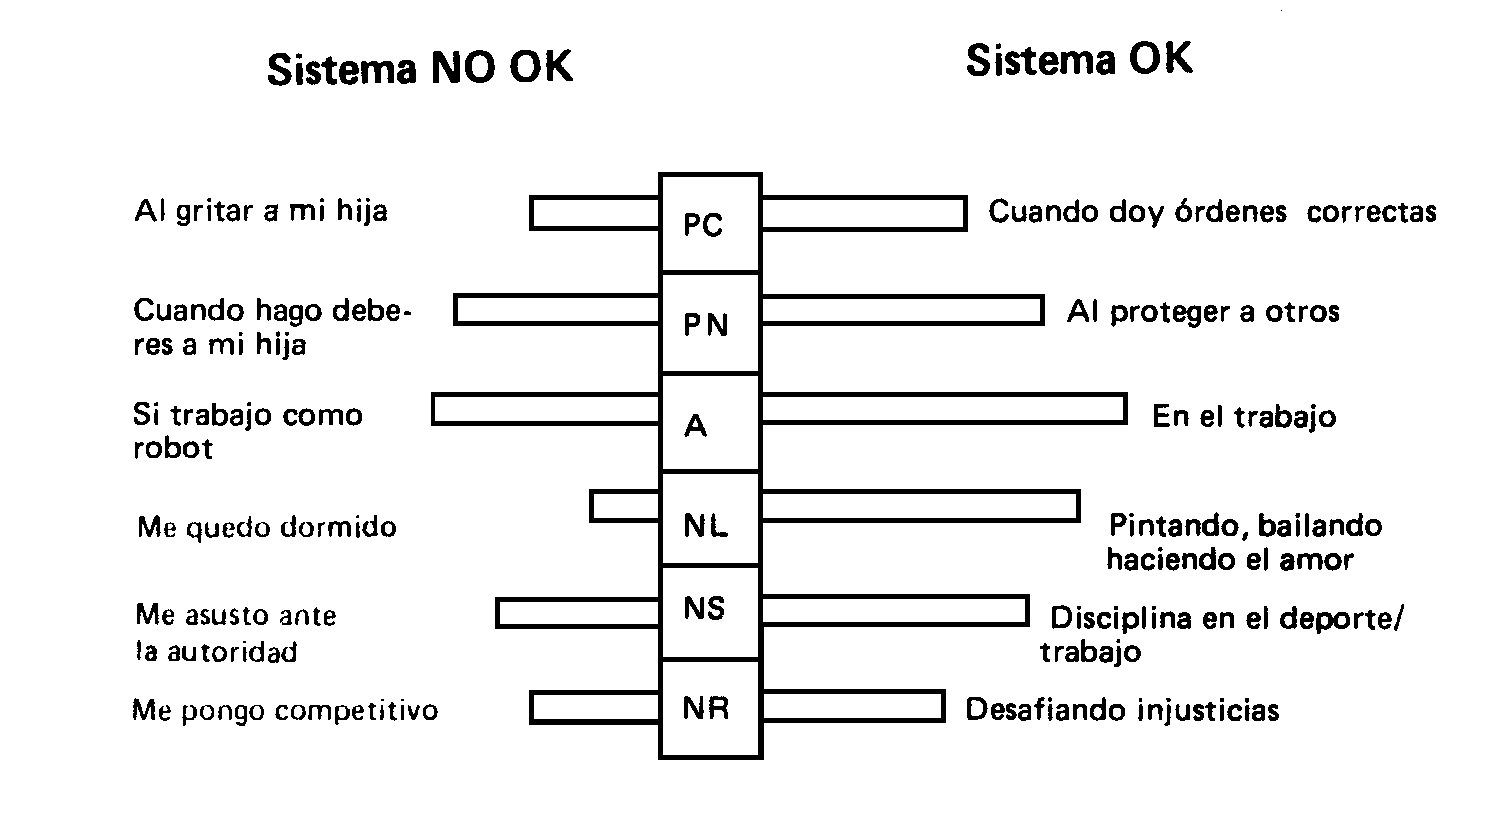 Sistema NO OK
Sistema OK
Al gritar a mi hija
PC
Cuando doy órdenes correctas
Cuando hago debe-
res a mi hija
PN
Al proteger a otros
Si trabajo como
robot
A
En el trabajo
Me quedo dormido
NL
Pintando, bailando
haciendo el amor
Me asusto ante
la autoridad
NS
Disciplina en el deporte/
trabajo
Me pongo competitivo
NR
Desafiando injusticias